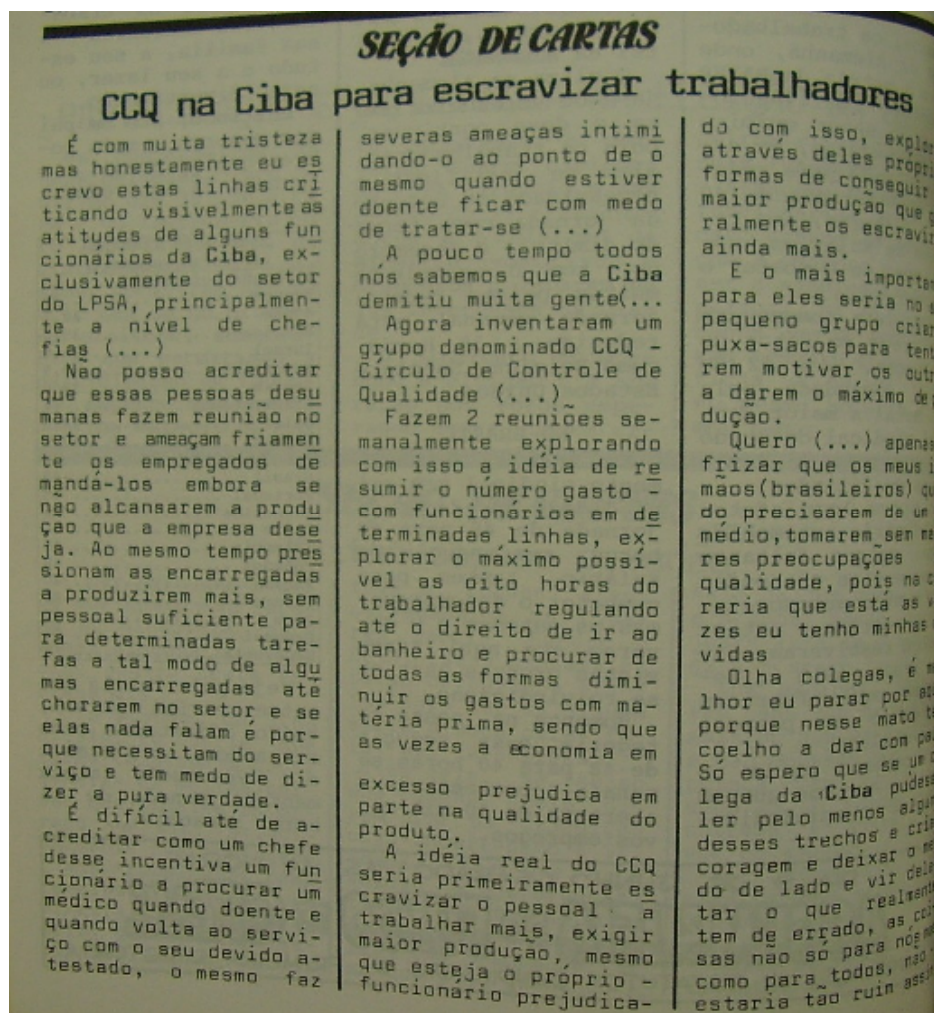 SEÇÃO DE CARTAS
CCQ na Ciba para escravizar trabalhadores
É com muita tristeza
mas honestamente eu es
crevo estas linhas cri
ticando visivelmente as
atitudes de alguns fun
cionários da Ciba, ex-
clusivamente do setor
do LPSA, principalmen-
te a nível de che-
fias (...)
Não posso acreditar
que essas pessoas desu
manas fazem reunião no
setor e ameaçam friamen
te os empregados de
mandá-los embora se
não alcansarem a produ
ção que a empresa dese
ja. Ao mesmo tempo pres
sionam as encarregadas
a produzirem mais, sem
pessoal suficiente pa-
ra determinadas tare-
fas a tal modo de algu
mas encarregadas até
chorarem no setor e se
elas nada falam é por-
que necessitam do ser-
viço e tem medo de di-
zer a pura verdade.
É difícil até de a-
creditar como um chefe
desse incentiva um fun
cionário a procurar um
médico quando doente e
quando volta ao servi-
ço com o seu devido a-
testado, o mesmo faz
severas ameaças intimi
dando-o ao ponto de o
mesmo quando estiver
doente ficar com medo
de tratar-se (...)
A pouco tempo todos
nós sabemos que a Ciba
demitiu muita gente(...
Agora inventaram um
grupo denominado CCQ -
Círculo de Controle de
Qualidade (...)
Fazem 2 reuniões se-
manalmente explorando
com isso a idéia de re
sumir o número gasto -
com funcionários em de
terminadas linhas, ex-
plorar o máximo possí-
vel as oito horas do
trabalhador regulando
até o direito de ir ao
banheiro e procurar de
todas as formas dimi-
nuir os gastos com ma-
téria prima, sendo que
as vezes a economia em
excesso prejudica em
parte na qualidade do
produto.
A idéia real do CCQ
seria primeiramente es
cravizar o pessoal a
trabalhar mais, exigir
maior produção, mesmo
que esteja o próprio -
funcionário prejudica-
do com isso,
através deles
formas de conseguir
maior produção que
ralmente os
ainda mais.
E o mais
para eles seria no
pequeno grupo
puxa-sacos para
rem motivar os
a darem o máximo de
dução.
Quero (...) apenas
frizar que os meus
mãos(brasileiros)
do precisarem de um
médio, tomarem sem
res preocupações
qualidade, pois na
reria que está as
zes eu tenho minhas
vidas
Olha colegas, é
lhor eu parar por
porque nesse mato
coelho a dar com
Só espero que se um
lega da Ciba
ler pelo menos
desses trechos e
coragem e deixar o
do de lado e vir
tar o que
tem de errado, as
sas não só para nós
como para todos, não
estaria tão ruin